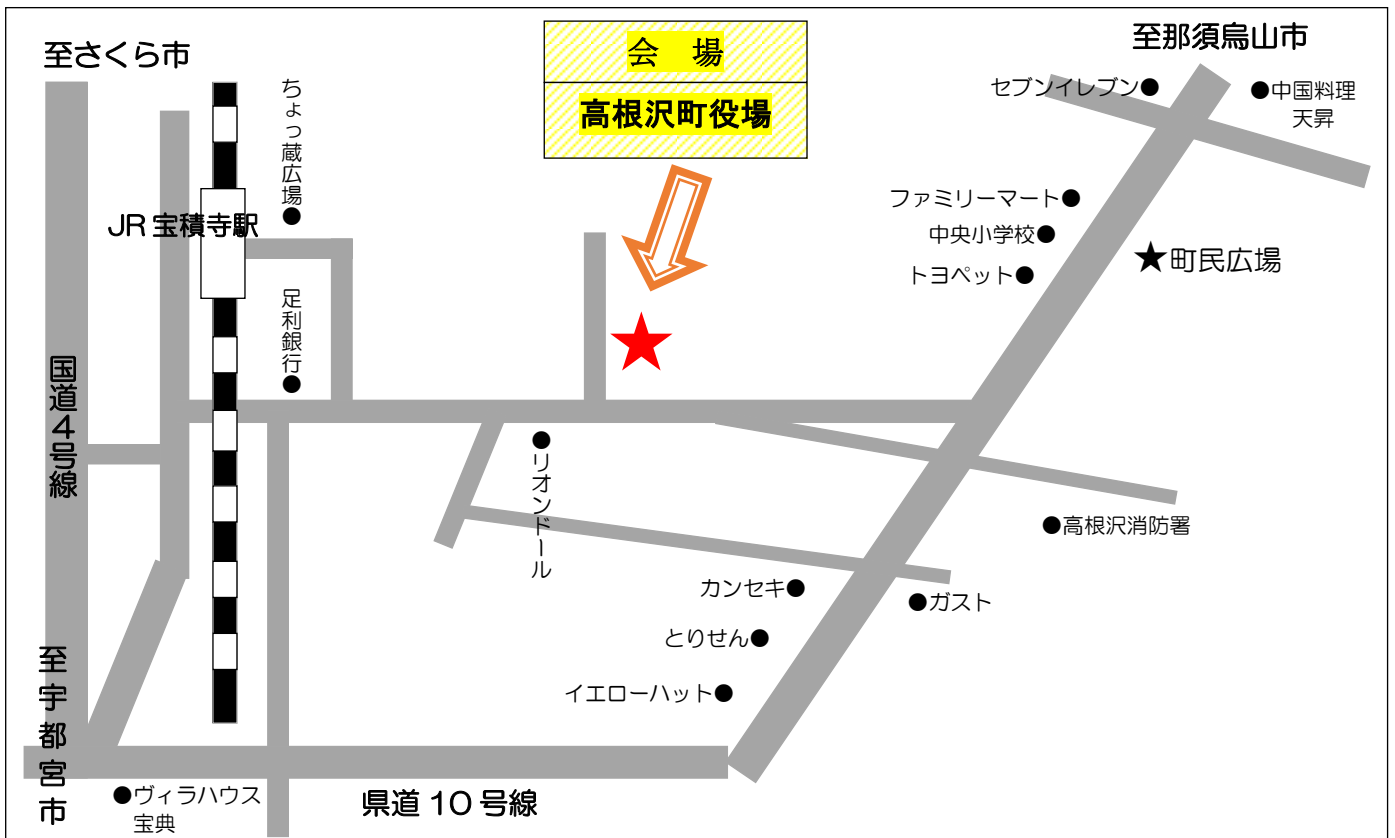 至さくら市
会　場
高根沢町役場
至那須烏山市
セブンイレブン●
●中国料理
天昇
ちょっ蔵広場●
JR宝積寺駅
ファミリーマート●
中央小学校●
トヨペット●
★町民広場
足利銀行●
国道4号線
●リオンドール
●高根沢消防署
カンセキ●
●ガスト
とりせん●
イエローハット●
至宇都宮市
●ヴィラハウス
宝典
県道10号線